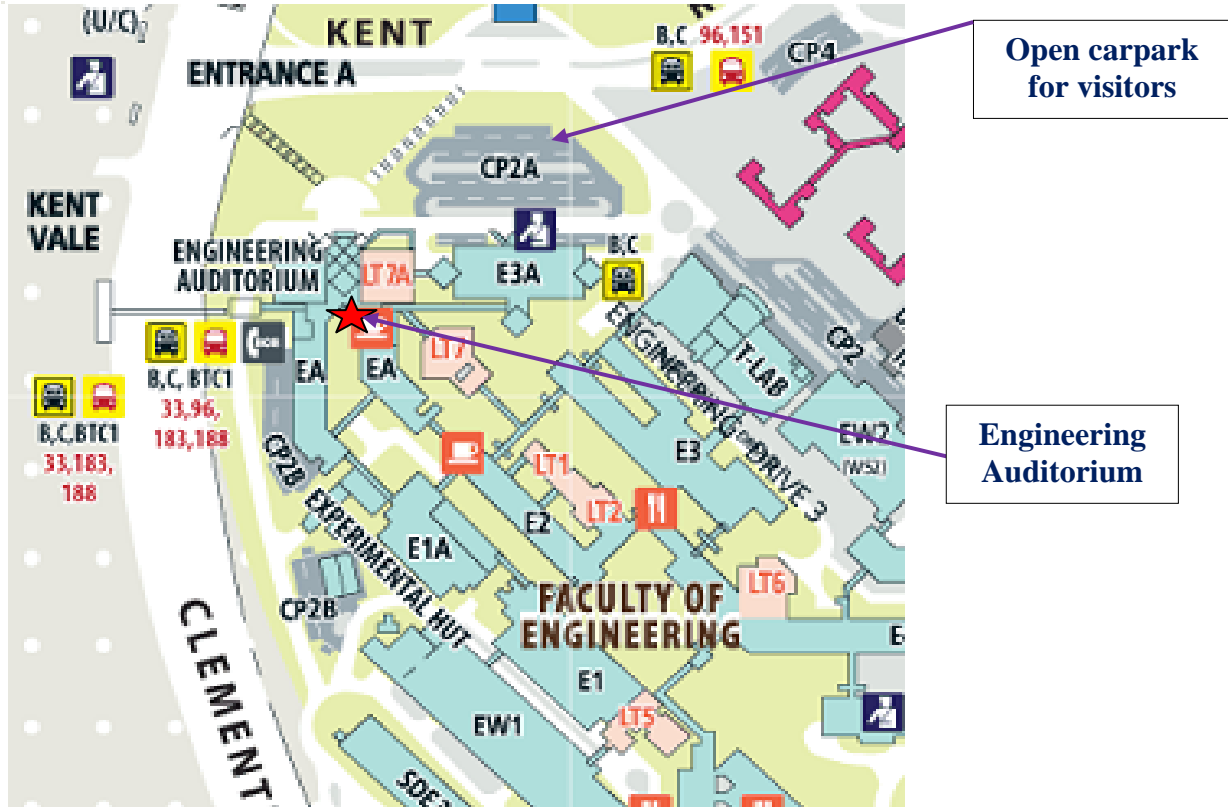 (U/C)
KENT
ENTRANCE A
B,C 96,151
CP4
Open carpark
for visitors
CP2A
KENT
VALE
ENGINEERING
AUDITORIUM
LT7A
E3A
B,C
B,C, BTC1
33,96,
183,188
B,C,BTC1
33,183,
188
EA
EA
LT7
ENGINEERING DRIVE 3
T-LAB
CP2
EW2
(WS2)
Engineering
Auditorium
CP2B
LT1
E3
LT2
E2
EXPERIMENTAL HUT
E1A
CP2B
LT6
FACULTY OF
ENGINEERING
CLEMENT
E1
LT5
EW1